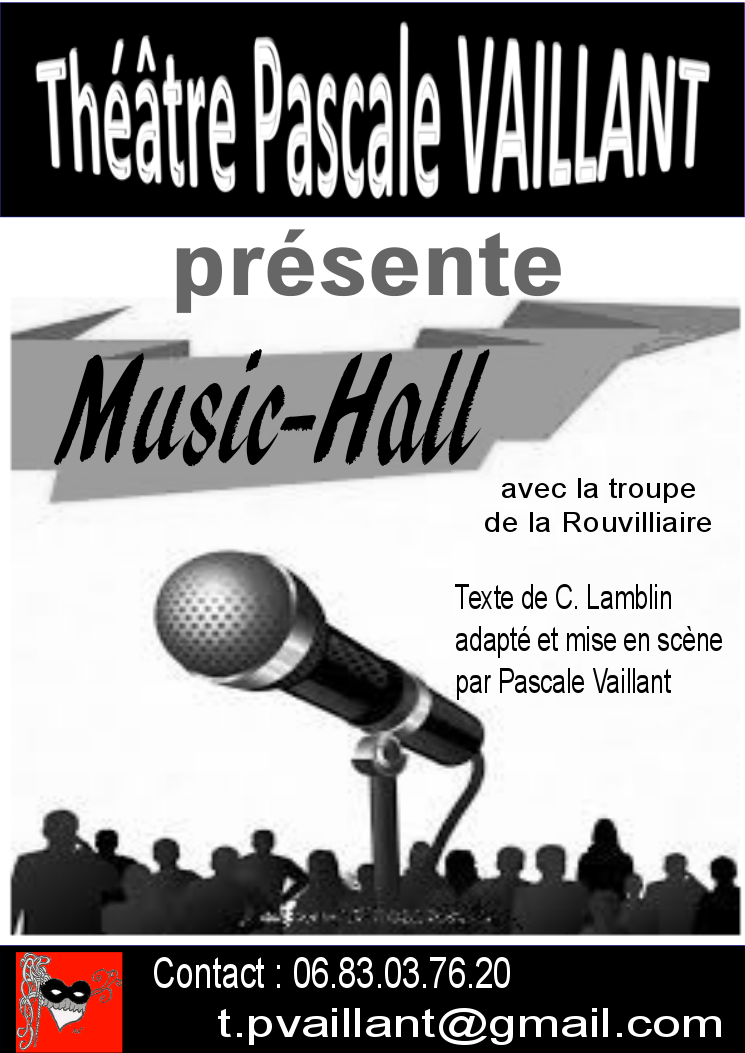 Théâtre Pascale VAILLANT
présente
Music-Hall
avec la troupe
de la Rouvilliaire
Texte de C. Lamblin
adapté et mise en scène
par Pascale Vaillant
Contact : 06.83.03.76.20
t.pvaillant@gmail.com